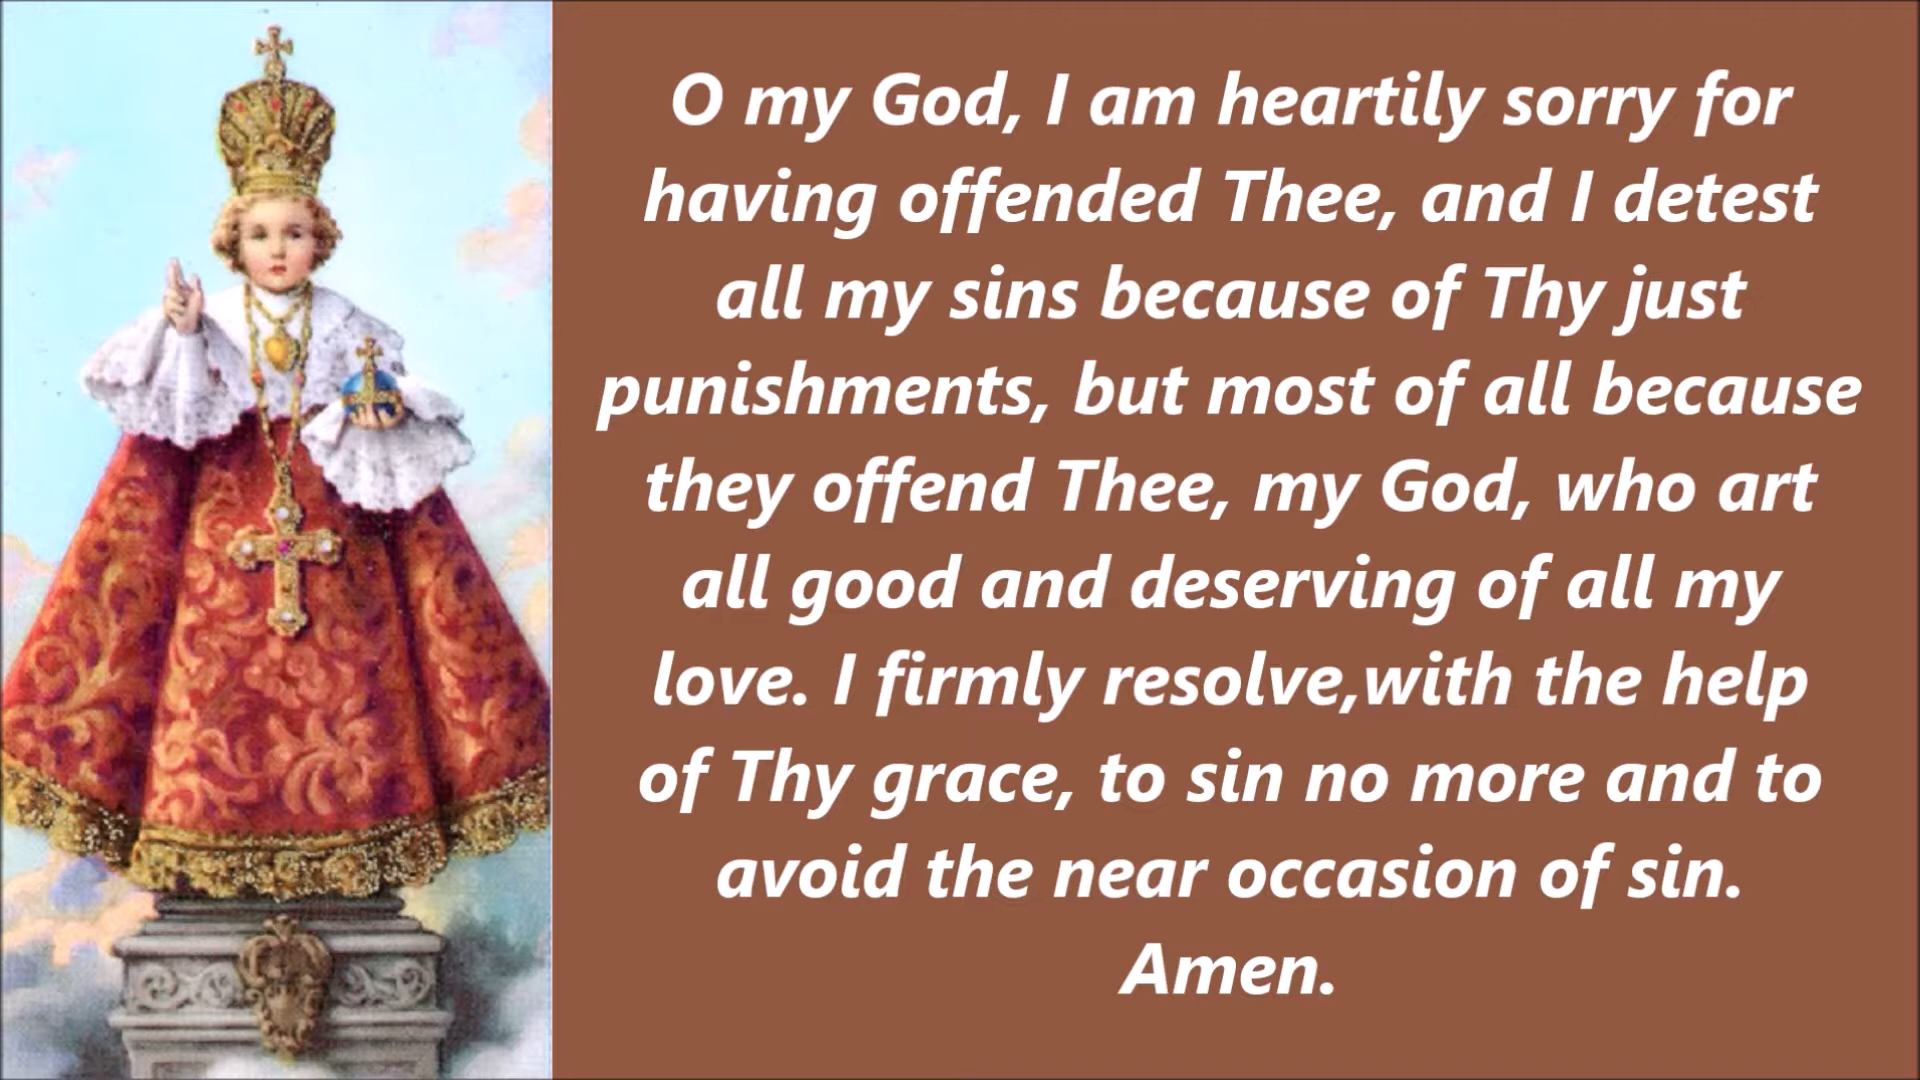 O my God, I am heartily sorry for
having offended Thee, and I detest
all my sins because of Thy just
punishments, but most of all because
they offend Thee, my God, who art
all good and deserving of all my
love. I firmly resolve,with the help
of Thy grace, to sin no more and to
avoid the near occasion of sin.
Amen.